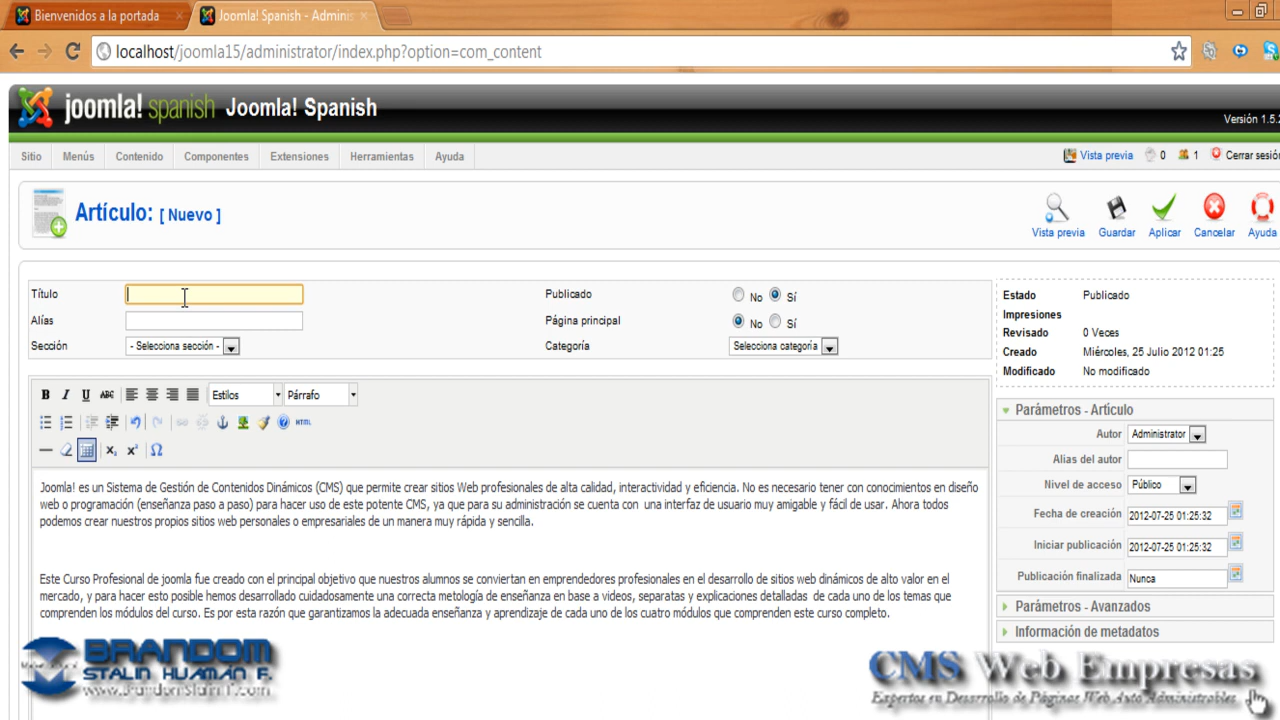 Bienvenidos a la portada
Joomla! Spanish - Adminis
localhost/joomla15/administrator/index.php?option=com_content
joomla! spanish Joomla! Spanish
Versión 1.5.
Sitio Menús Contenido Componentes Extensiones Herramientas Ayuda
Vista previa 0 1 Cerrar sesión
Artículo: [ Nuevo ]
Vista previa Guardar Aplicar Cancelar Ayuda
Título Publicado No Sí
Alías Página principal No Sí
Sección - Selecciona sección - Categoría Selecciona categoría
Estado Publicado
Impresiones
Revisado 0 Veces
Creado Miércoles, 25 Julio 2012 01:25
Modificado No modificado
B I U ABC Estilos Párrafo
HTML
x₂ x² Ω
Joomla! es un Sistema de Gestión de Contenidos Dinámicos (CMS) que permite crear sitios Web profesionales de alta calidad, interactividad y eficiencia. No es necesario tener con conocimientos en diseño
web o programación (enseñanza paso a paso) para hacer uso de este potente CMS, ya que para su administración se cuenta con una interfaz de usuario muy amigable y fácil de usar. Ahora todos
podemos crear nuestros propios sitios web personales o empresariales de un manera muy rápida y sencilla.
Este Curso Profesional de joomla fue creado con el principal objetivo que nuestros alumnos se conviertan en emprendedores profesionales en el desarrollo de sitios web dinámicos de alto valor en el
mercado, y para hacer esto posible hemos desarrollado cuidadosamente una correcta metología de enseñanza en base a videos, separatas y explicaciones detalladas de cada uno de los temas que
comprenden los módulos del curso. Es por esta razón que garantizamos la adecuada enseñanza y aprendizaje de cada uno de los cuatro módulos que comprenden este curso completo.
Parámetros - Artículo
Autor Administrator
Alias del autor
Nivel de acceso Público
Fecha de creación 2012-07-25 01:25:32
Iniciar publicación 2012-07-25 01:25:32
Publicación finalizada Nunca
Parámetros - Avanzados
Información de metadatos
BRANDOM
STALIN HUAMÁN F.
CMS Web Empresas
Expertos en Desarrollo de Páginas Web Auto Administrables